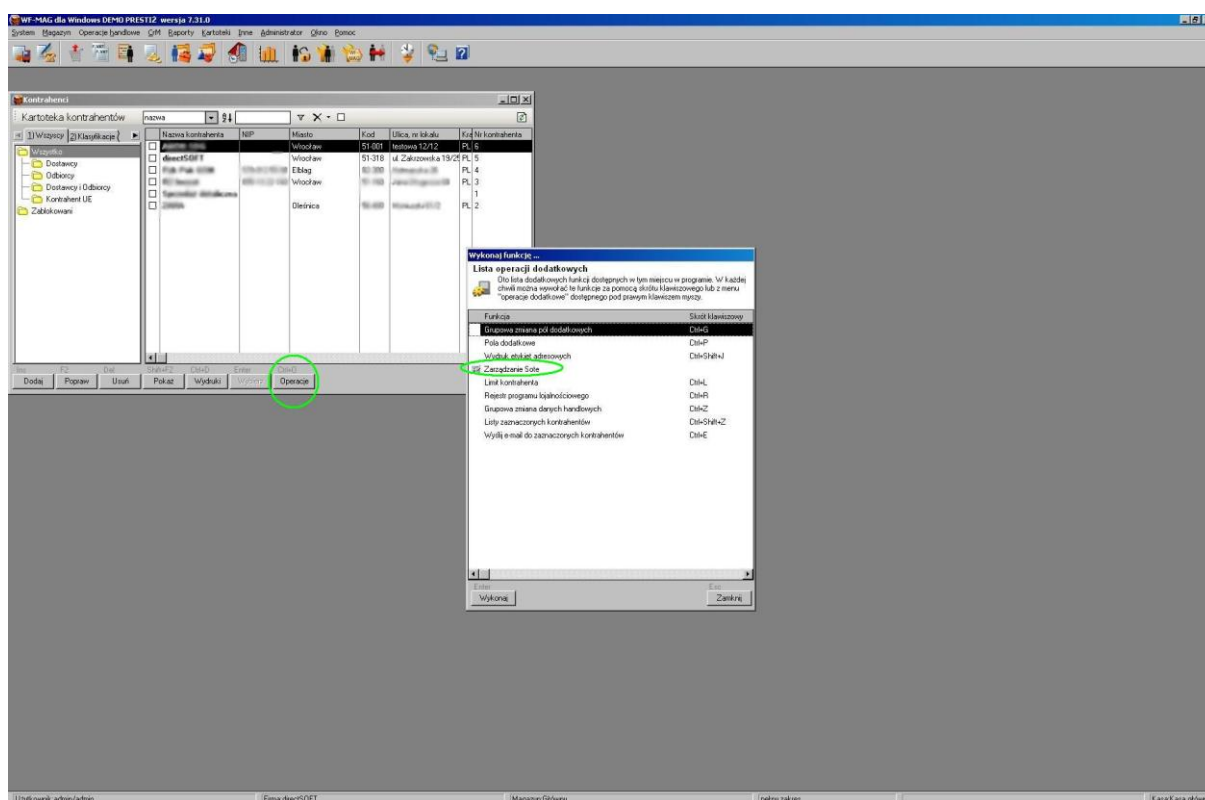 WF-MAG dla Windows DEMO PRESTIŻ wersja 7.31.0
System Magazyn Operacje handlowe CrM Raporty Kartoteki Inne Administrator Okno Pomoc
Kontrahenci
Kartoteka kontrahentów nazwa
1) Wszyscy 2) Klasyfikacje
Nazwa kontrahenta NIP Miasto Kod Ulica, nr lokalu Kra Nr kontrahenta
Wszystko
Dostawcy
Odbiorcy
Dostawcy i Odbiorcy
Kontrahent UE
Zablokowani
Wrocław 51-001 testowa 12/12 PL 6
directSOFT Wrocław 51-318 ul. Zakrzowska 19/25 PL 5
Elbląg PL 4
Wrocław PL 3
1
Oleśnica PL 2
Ins F2 Del Shift+F2 Ctrl+D Enter Ctrl+O
Dodaj Popraw Usuń Pokaż Wydruki Wybierz Operacje
Wykonaj funkcję ...
Lista operacji dodatkowych
Oto lista dodatkowych funkcji dostępnych w tym miejscu w programie. W każdej
chwili można wywołać te funkcje za pomocą skrótu klawiszowego lub z menu
"operacje dodatkowe" dostępnego pod prawym klawiszem myszy.
Funkcja Skrót klawiszowy
Grupowa zmiana pól dodatkowych Ctrl+G
Pola dodatkowe Ctrl+P
Wydruk etykiet adresowych Ctrl+Shift+J
Zarządzanie Sote
Limit kontrahenta Ctrl+L
Rejestr programu lojalnościowego Ctrl+R
Grupowa zmiana danych handlowych Ctrl+Z
Listy zaznaczonych kontrahentów Ctrl+Shift+Z
Wyślij e-mail do zaznaczonych kontrahentów Ctrl+E
Enter Esc
Wykonaj Zamknij
Użytkownik: admin/admin Firma: directSOFT Magazyn: Główny pełny zakres Kasa: Kasa główn